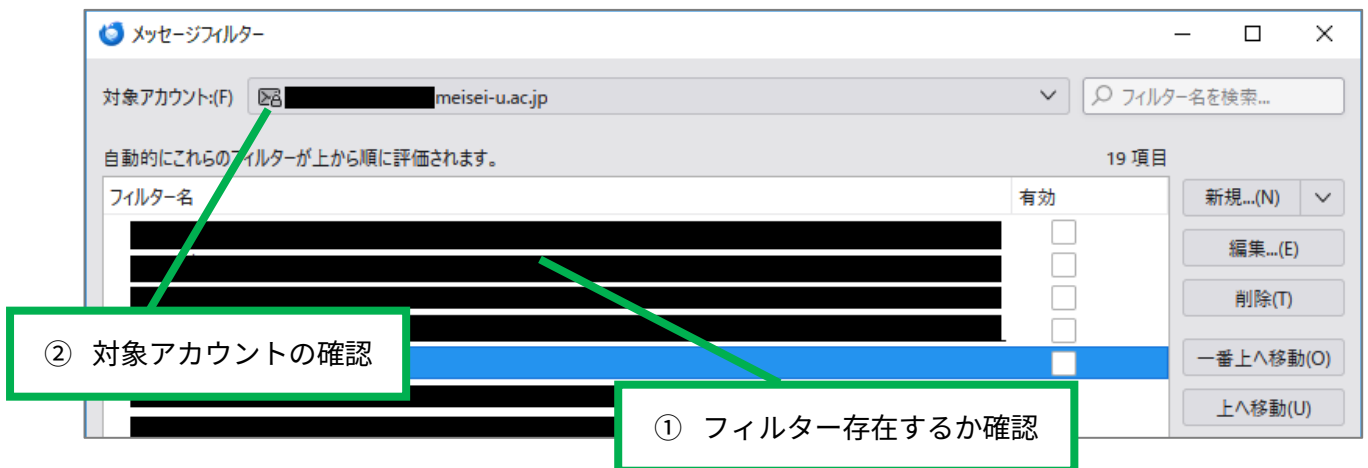 メッセージフィルター
対象アカウント:(F) meisei-u.ac.jp フィルター名を検索...
自動的にこれらのフィルターが上から順に評価されます。 19 項目
フィルター名 有効 新規...(N)
編集...(E)
削除(T)
② 対象アカウントの確認
一番上へ移動(O)
上へ移動(U)
① フィルター存在するか確認